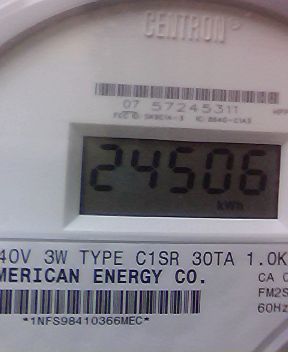 CENTRON®
07 57245311
24506
kWh
40V 3W TYPE C1SR 30TA 1.0K
MERICAN ENERGY CO.
CA
FM2S
60Hz
*1NFS98410366MEC*